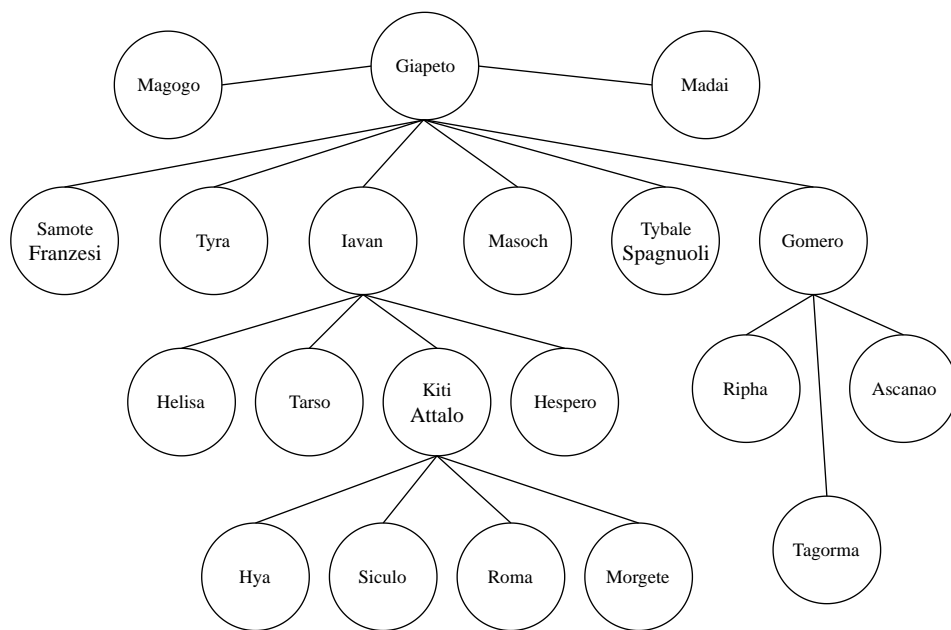 Magogo
Giapeto
Madai
Samote
Franzesi
Tyra
Iavan
Masoch
Tybale
Spagnuoli
Gomero
Helisa
Tarso
Kiti
Attalo
Hespero
Ripha
Ascanao
Tagorma
Hya
Siculo
Roma
Morgete